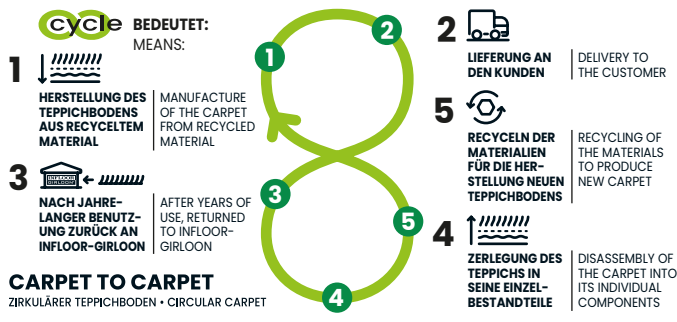 cycle BEDEUTET:
MEANS:
1
HERSTELLUNG DES
TEPPICHBODENS
AUS RECYCELTEM
MATERIAL
MANUFACTURE
OF THE CARPET
FROM RECYCLED
MATERIAL
3
INFLOOR
GIRLOON
NACH JAHRE-
LANGER BENUTZ-
UNG ZURÜCK AN
INFLOOR-GIRLOON
AFTER YEARS OF
USE, RETURNED
TO INFLOOR-
GIRLOON
CARPET TO CARPET
ZIRKULÄRER TEPPICHBODEN • CIRCULAR CARPET
1
2
3
5
4
2
LIEFERUNG AN
DEN KUNDEN
DELIVERY TO
THE CUSTOMER
5
RECYCELN DER
MATERIALIEN
FÜR DIE HER-
STELLUNG NEUEN
TEPPICHBODENS
RECYCLING OF
THE MATERIALS
TO PRODUCE
NEW CARPET
4
ZERLEGUNG DES
TEPPICHS IN
SEINE EINZEL-
BESTANDTEILE
DISASSEMBLY OF
THE CARPET INTO
ITS INDIVIDUAL
COMPONENTS